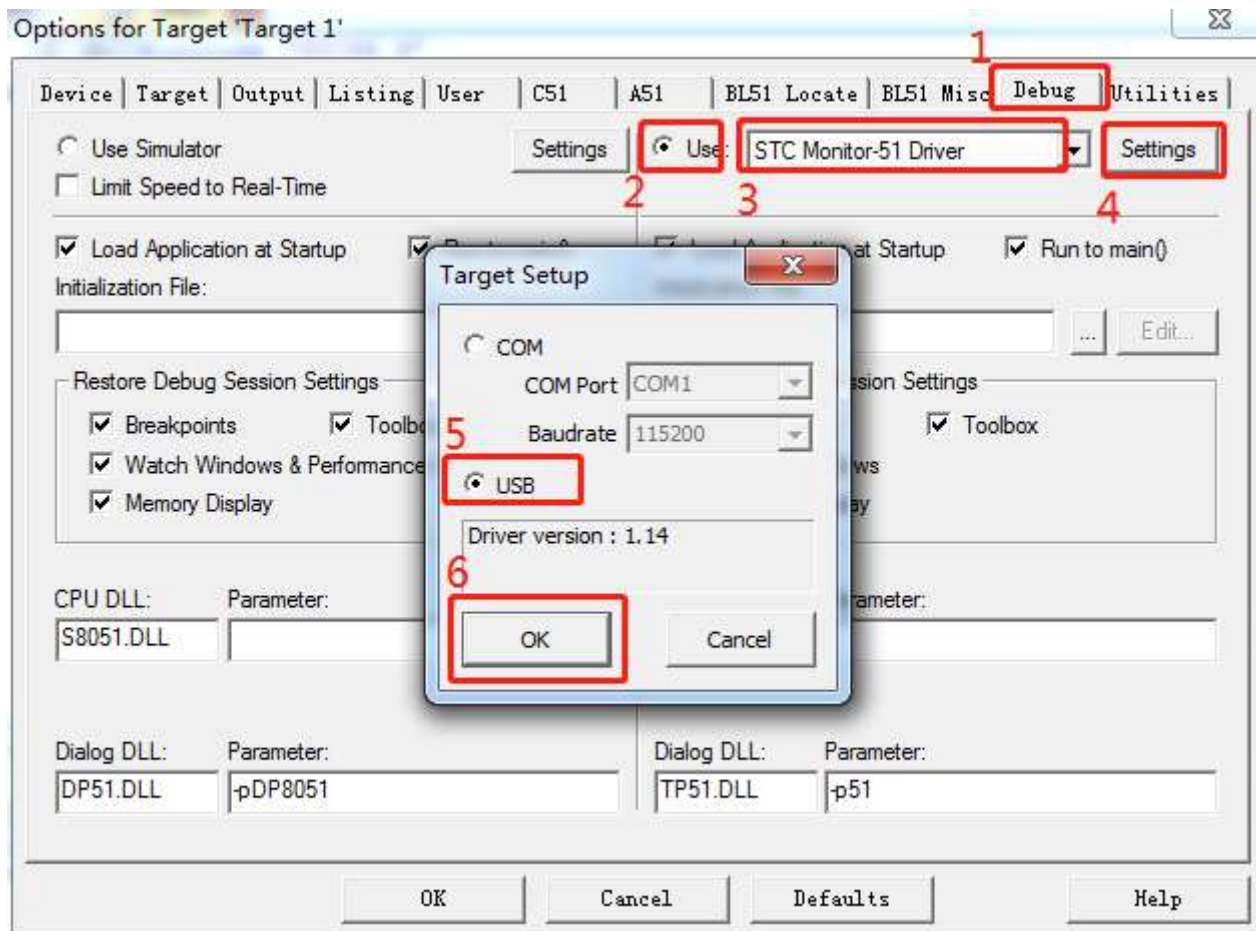 Options for Target 'Target 1'
1
Device Target Output Listing User C51 A51 BL51 Locate BL51 Misc Debug Utilities
Use Simulator Settings Use: STC Monitor-51 Driver Settings
Limit Speed to Real-Time
2 3 4
Load Application at Startup at Startup Run to main()
Initialization File:
... Edit...
Target Setup
COM
COM Port COM1
Baudrate 115200
5
USB
Driver version : 1.14
6
OK Cancel
Restore Debug Session Settings Settings
Breakpoints Toolbox
Watch Windows & Performance
Memory Display
CPU DLL: Parameter:
S8051.DLL
Dialog DLL: Parameter: Dialog DLL: Parameter:
DP51.DLL -pDP8051 TP51.DLL -p51
OK Cancel Defaults Help